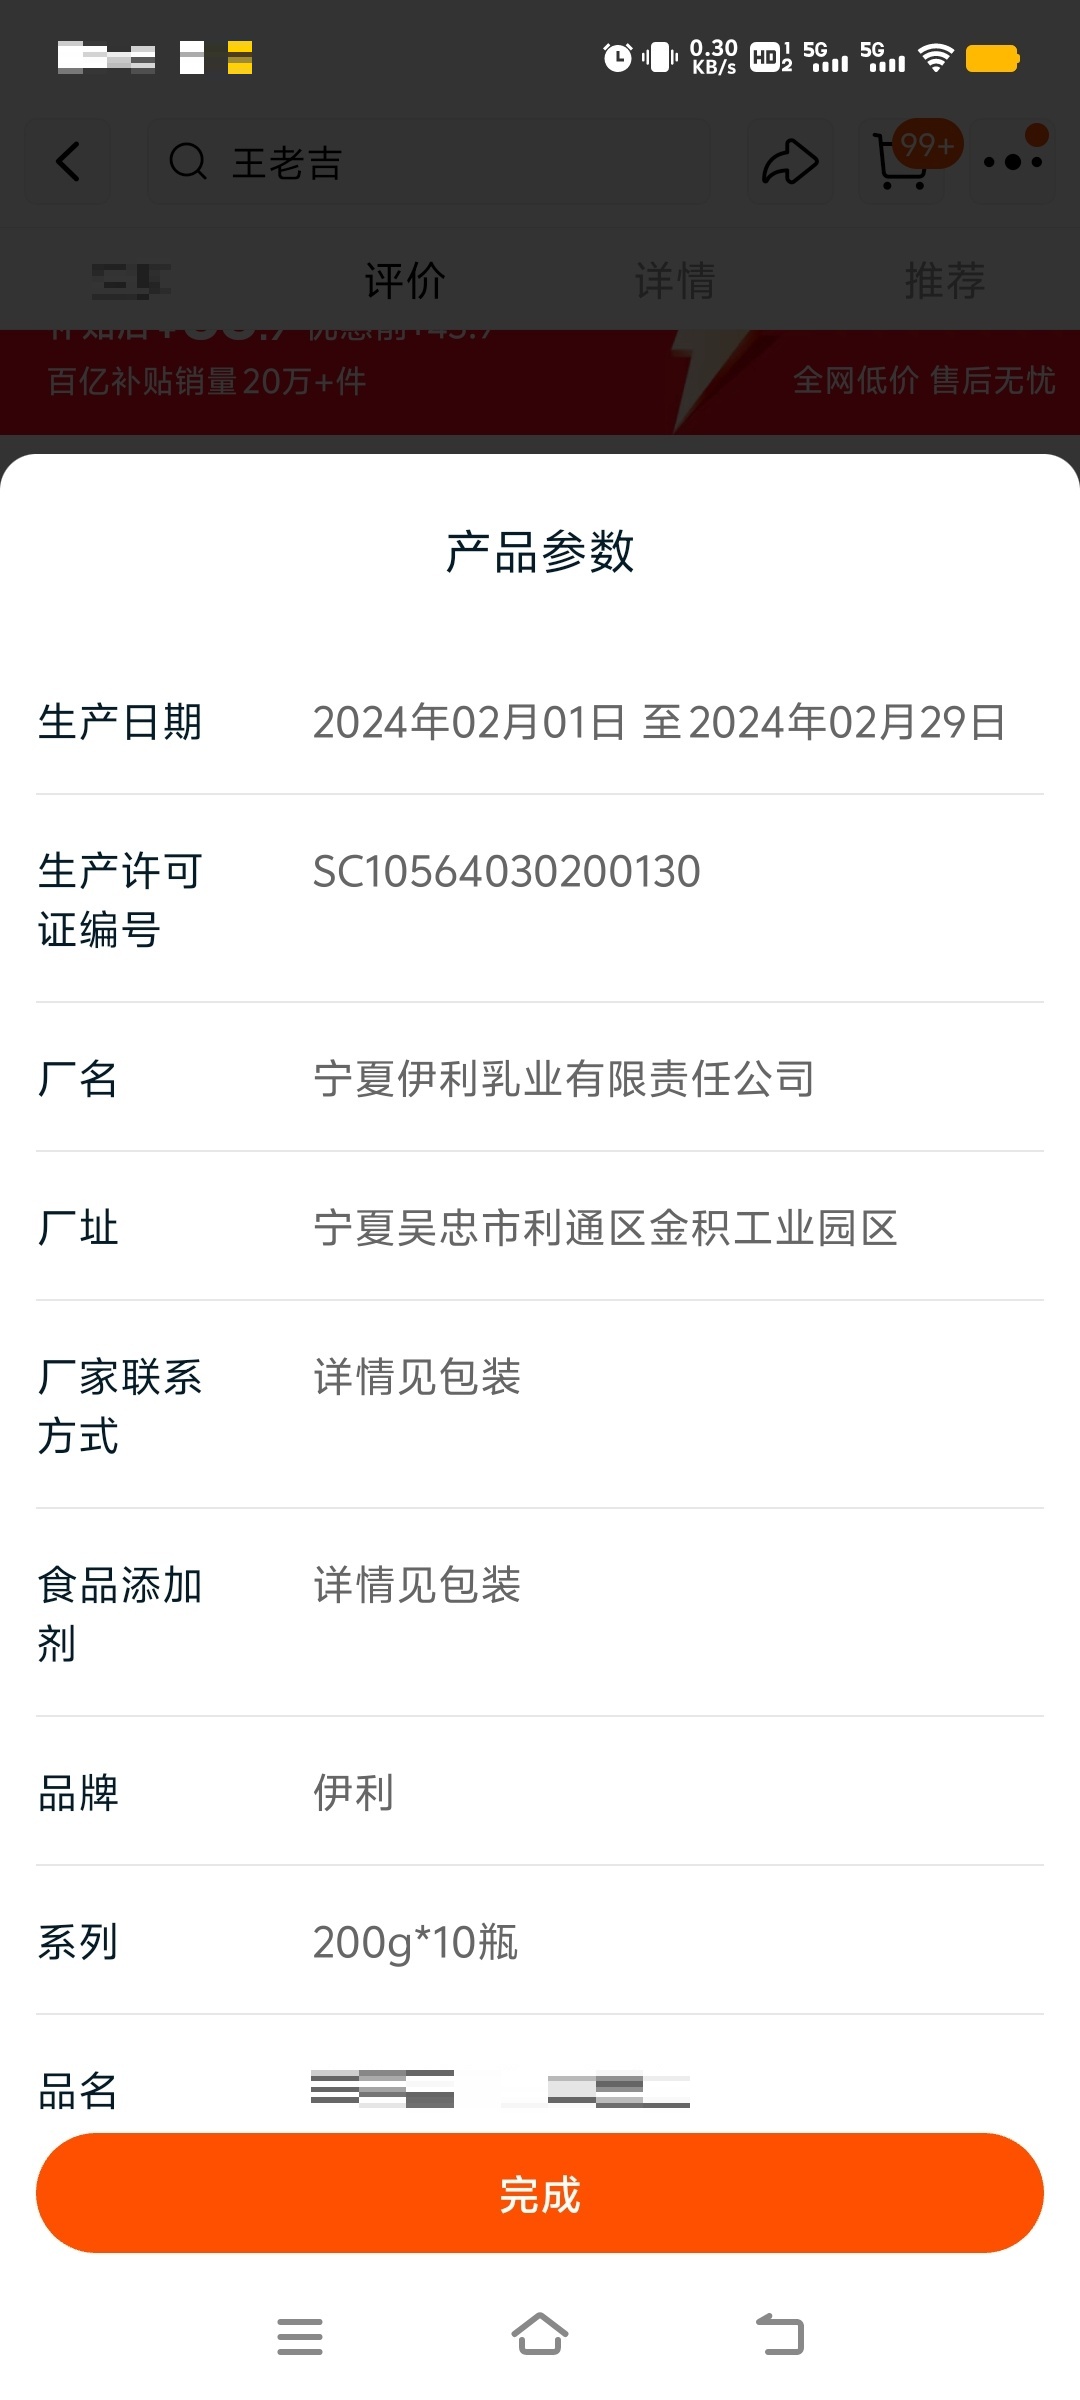 0.30
KB/s
HD 1 2
5G
5G
王老吉
99+
评价
详情
推荐
百亿补贴销量20万+件
全网低价 售后无忧
产品参数
生产日期
2024年02月01日 至2024年02月29日
生产许可
证编号
SC10564030200130
厂名
宁夏伊利乳业有限责任公司
厂址
宁夏吴忠市利通区金积工业园区
厂家联系
方式
详情见包装
食品添加
剂
详情见包装
品牌
伊利
系列
200g*10瓶
品名
完成